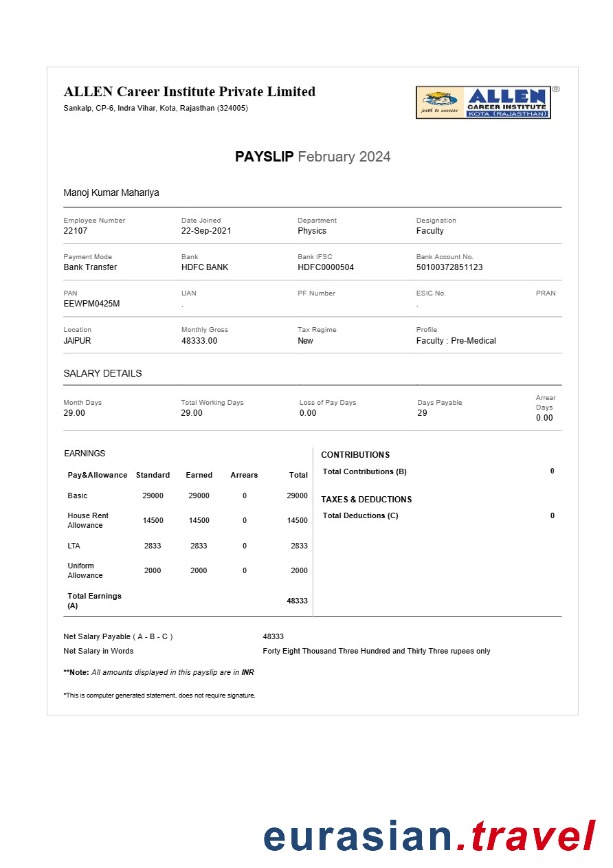 ALLEN Career Institute Private Limited
Sankalp, CP-6, Indra Vihar, Kota, Rajasthan (324005)
path to success
ALLEN
CAREER INSTITUTE
KOTA (RAJASTHAN)
®
PAYSLIP February 2024
Manoj Kumar Mahariya
Employee Number Date Joined Department Designation
22107 22-Sep-2021 Physics Faculty
Payment Mode Bank Bank IFSC Bank Account No.
Bank Transfer HDFC BANK HDFC0000504 50100372851123
PAN UAN PF Number ESIC No. PRAN
EEWPM0425M . .
Location Monthly Gross Tax Regime Profile
JAIPUR 48333.00 New Faculty : Pre-Medical
SALARY DETAILS
Month Days Total Working Days Loss of Pay Days Days Payable Arrear Days
29.00 29.00 0.00 29 0.00
EARNINGS
Pay&Allowance Standard Earned Arrears Total
Basic 29000 29000 0 29000
House Rent Allowance 14500 14500 0 14500
LTA 2833 2833 0 2833
Uniform Allowance 2000 2000 0 2000
Total Earnings (A) 48333
CONTRIBUTIONS
Total Contributions (B) 0
TAXES & DEDUCTIONS
Total Deductions (C) 0
Net Salary Payable ( A - B - C ) 48333
Net Salary in Words Forty Eight Thousand Three Hundred and Thirty Three rupees only
**Note: All amounts displayed in this payslip are in INR
*This is computer generated statement, does not require signature.
eurasian.travel